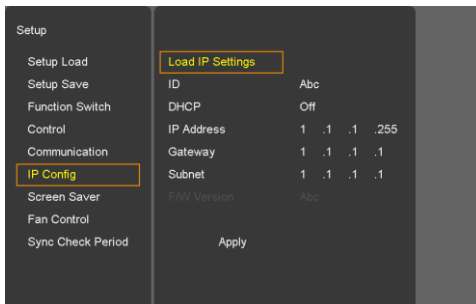 Setup
Setup Load
Setup Save
Function Switch
Control
Communication
IP Config
Screen Saver
Fan Control
Sync Check Period
Load IP Settings
ID Abc
DHCP Off
IP Address 1 .1 .1 .255
Gateway 1 .1 .1 .1
Subnet 1 .1 .1 .1
F/W Version Abc
Apply